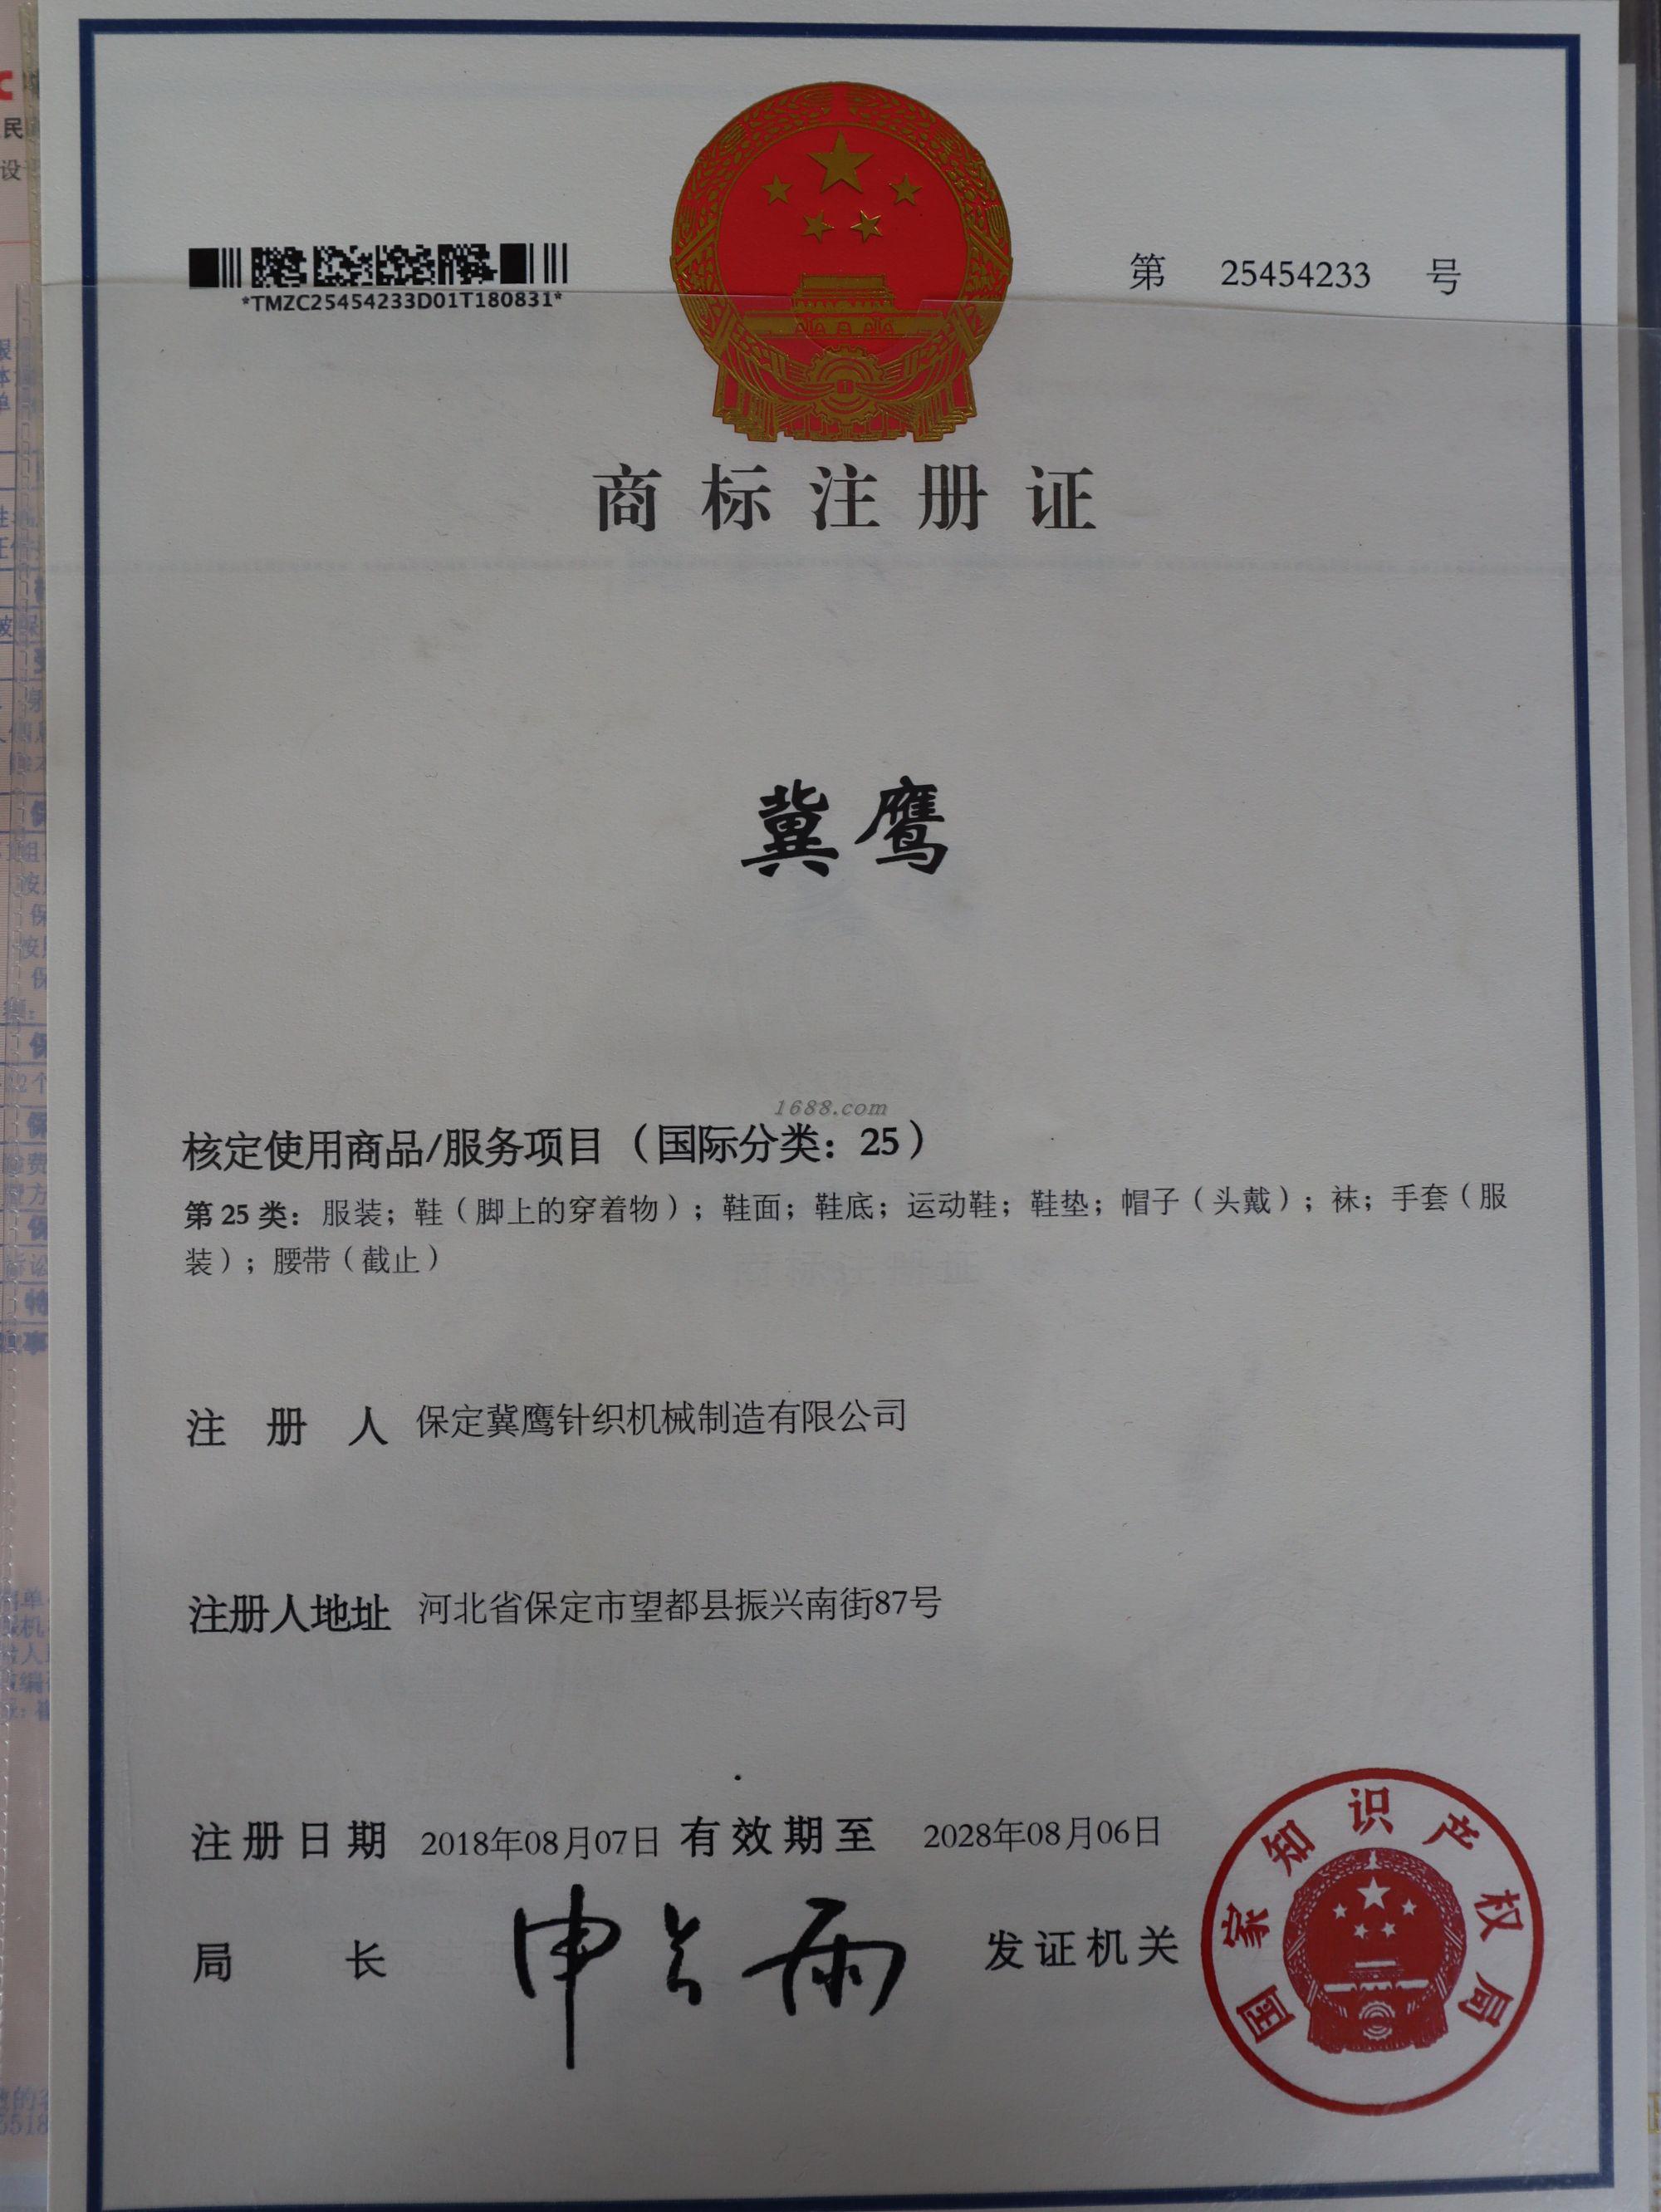 第 25454233 号
*TMZC25454233D01T180831*
商标注册证
冀鹰
1688.com
核定使用商品/服务项目（国际分类：25）
第25类：服装；鞋（脚上的穿着物）；鞋面；鞋底；运动鞋；鞋垫；帽子（头戴）；袜；手套（服
装）；腰带（截止）
注册人 保定冀鹰针织机械制造有限公司
注册人地址 河北省保定市望都县振兴南街87号
注册日期 2018年08月07日 有效期至 2028年08月06日
局长 申长雨 发证机关
国家知识产权局